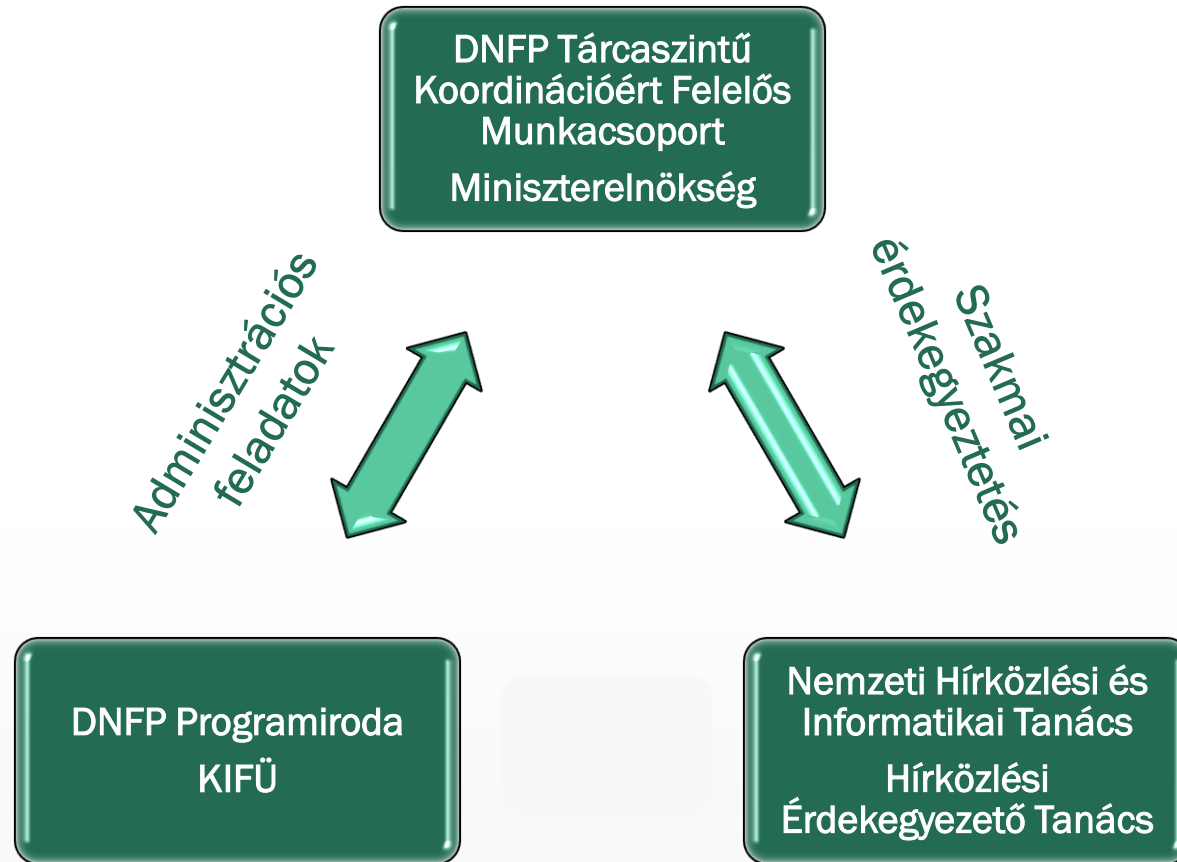 DNFP Tárcaszintű
Koordinációért Felelős
Munkacsoport
Miniszterelnökség
Adminisztrációs
feladatok
Szakmai
érdekegyeztetés
DNFP Programiroda
KIFÜ
Nemzeti Hírközlési és
Informatikai Tanács
Hírközlési
Érdekegyezető Tanács